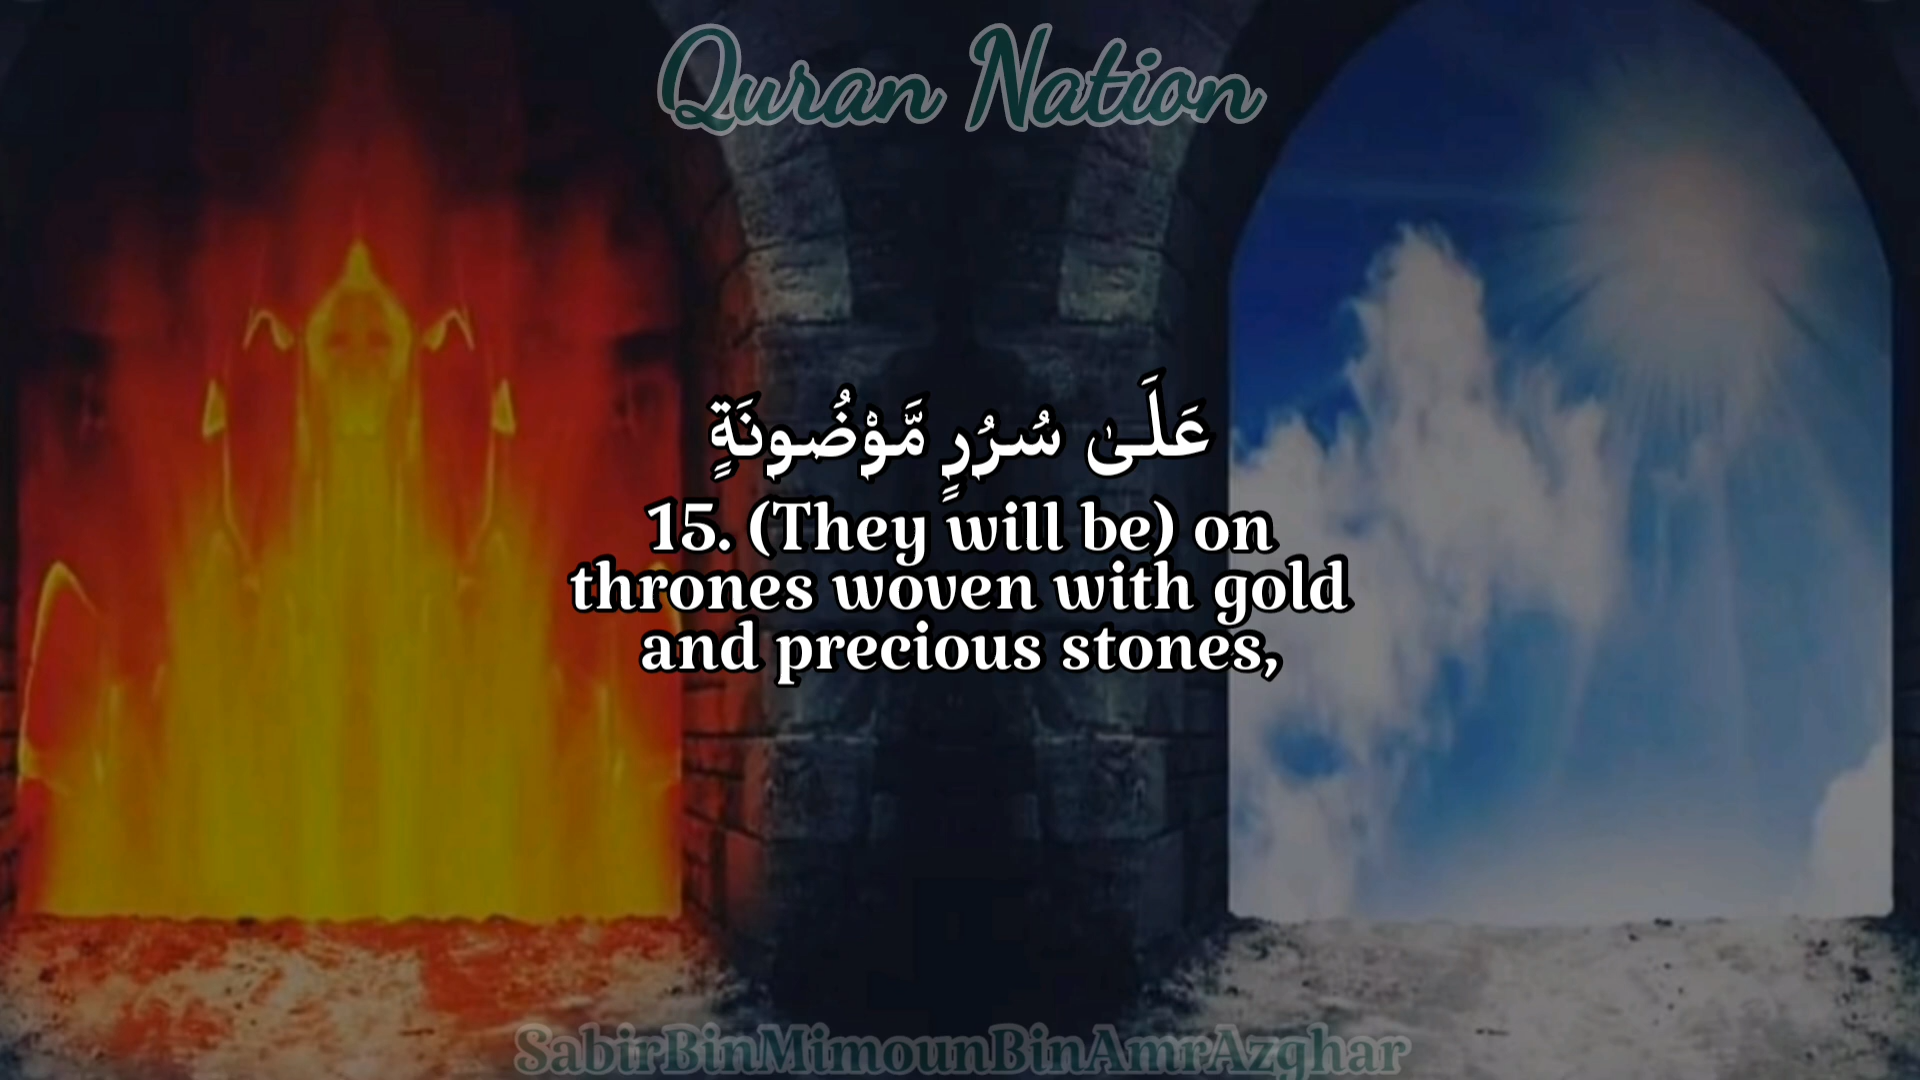 Quran Nation
عَلَىٰ سُرُرٍ مَّوْضُونَةٍ
15. (They will be) on
thrones woven with gold
and precious stones,
SabirBinMimounBinAmrAzghar